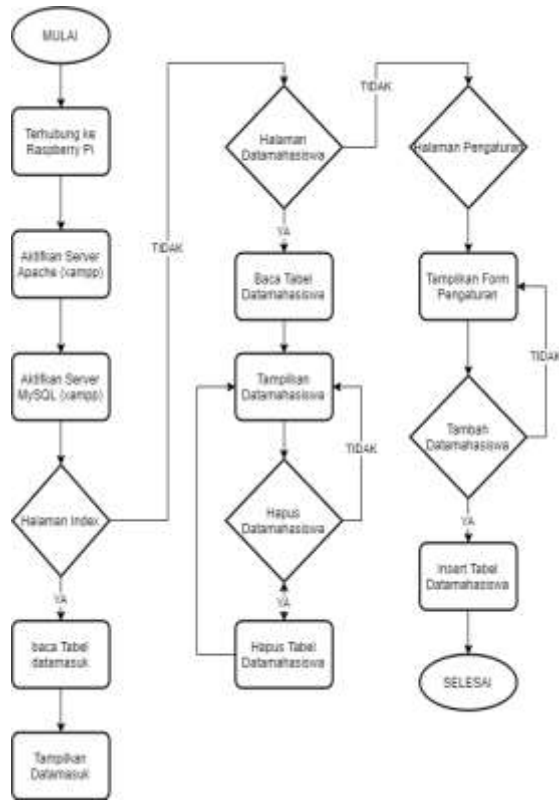 MULAI
Terhubung ke
Raspberry Pi
Aktifkan Server
Apache (xampp)
Aktifkan Server
MySQL (xampp)
Halaman Index
TIDAK
YA
baca Tabel
datamasuk
Tampilkan
Datamasuk
Halaman
Datamahasiswa
TIDAK
YA
Baca Tabel
Datamahasiswa
Tampilkan
Datamahasiswa
Hapus
Datamahasiswa
TIDAK
YA
Hapus Tabel
Datamahasiswa
Halaman Pengaturan
Tampilkan Form
Pengaturan
Tambah
Datamahasiswa
TIDAK
YA
Insert Tabel
Datamahasiswa
SELESAI